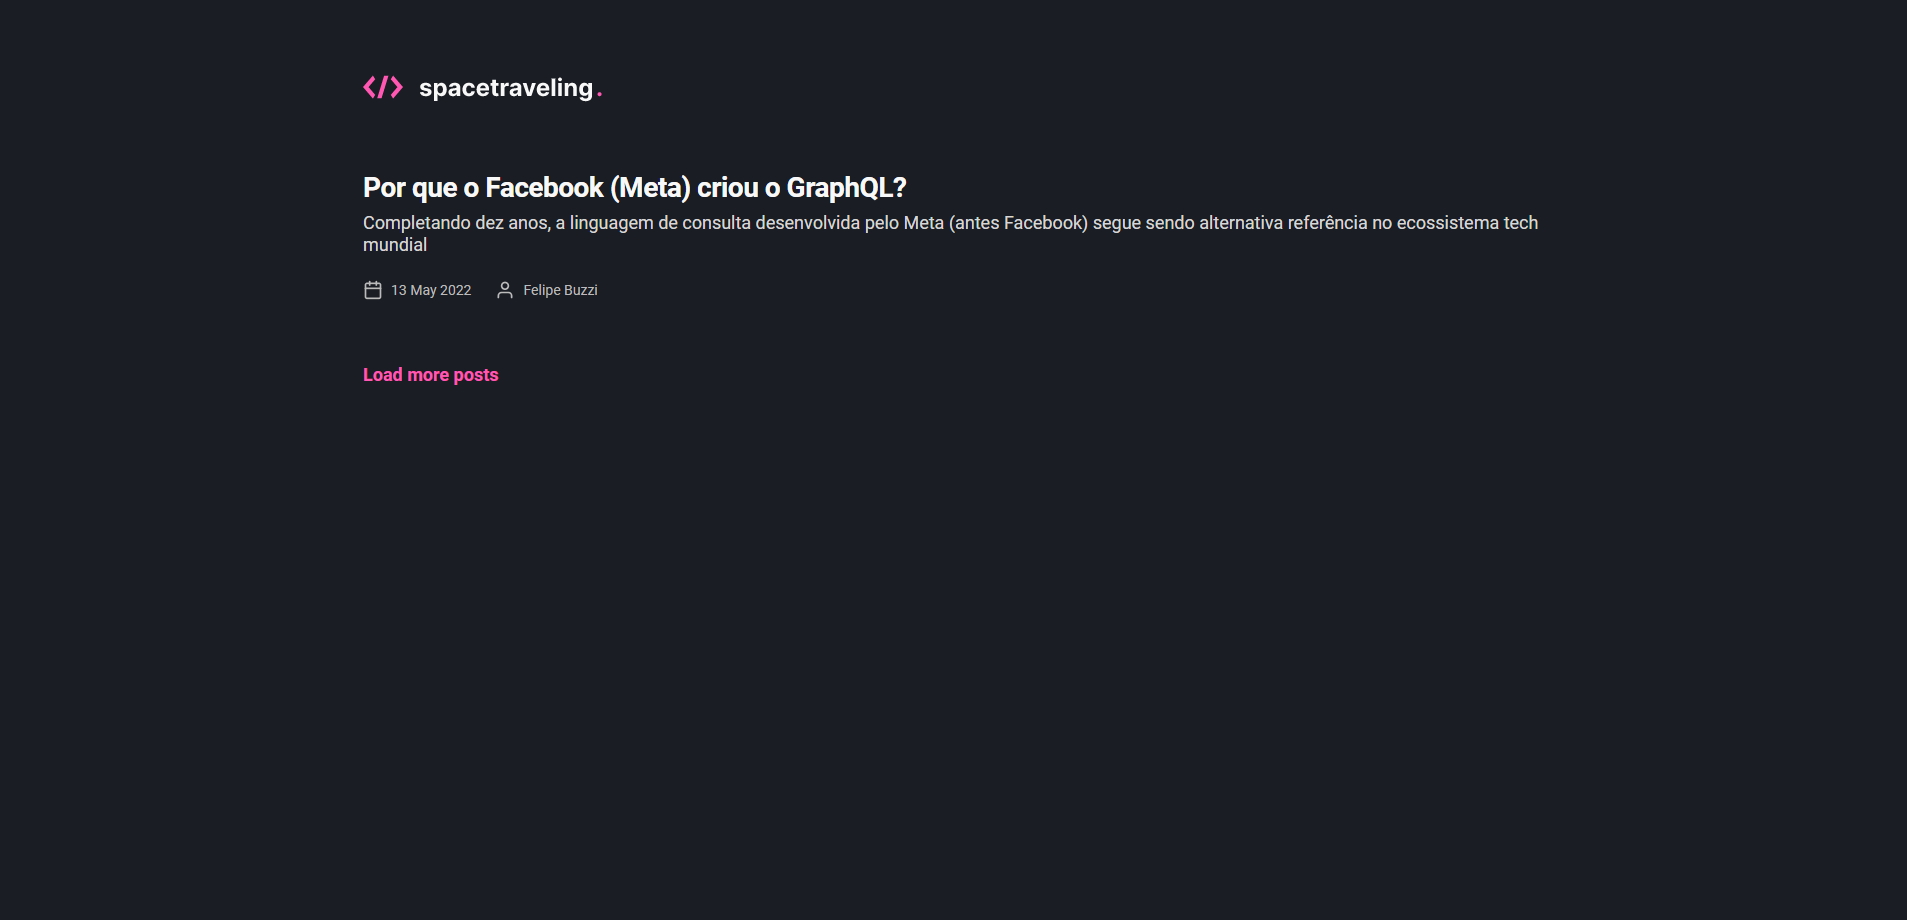 </> spacetraveling.
Por que o Facebook (Meta) criou o GraphQL?
Completando dez anos, a linguagem de consulta desenvolvida pelo Meta (antes Facebook) segue sendo alternativa referência no ecossistema tech
mundial
13 May 2022 Felipe Buzzi
Load more posts